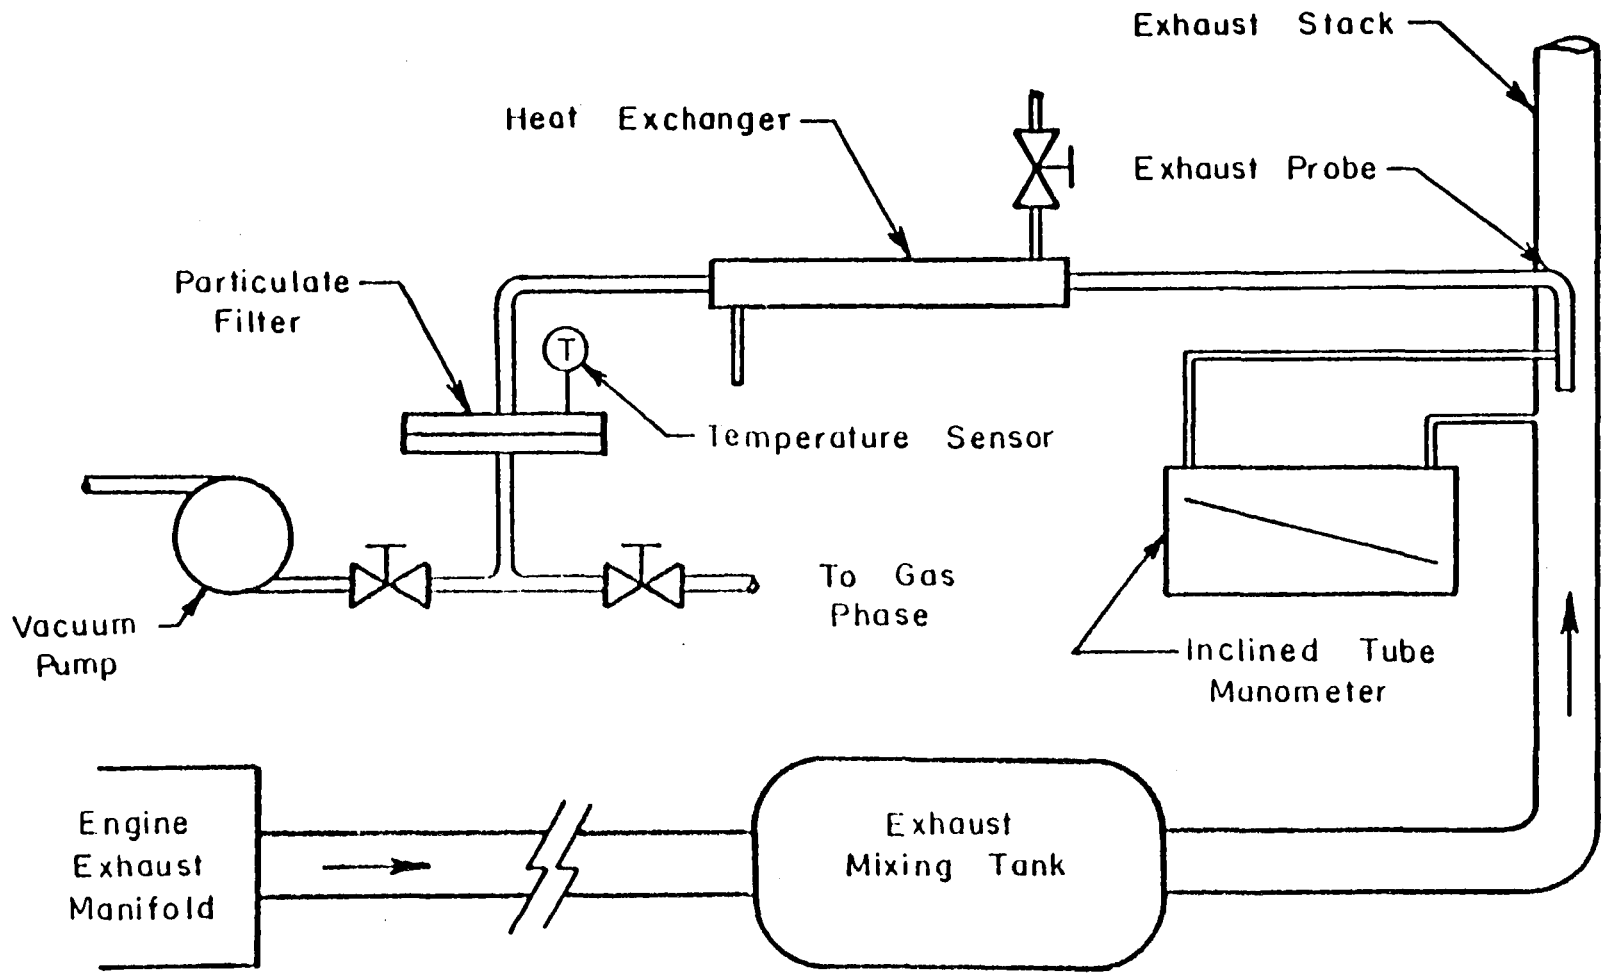 Exhaust Stack
Heat Exchanger
Exhaust Probe
Particulate
Filter
T
Temperature Sensor
To Gas
Phase
Vacuum
Pump
Inclined Tube
Manometer
Engine
Exhaust
Manifold
Exhaust
Mixing Tank